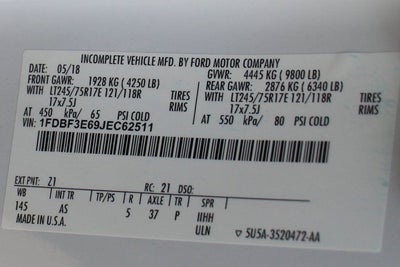 INCOMPLETE VEHICLE MFD. BY FORD MOTOR COMPANY
05/18 GVWR: 4445 KG (9800 LB)
FRONT GAWR: 1928 KG (4250 LB) REAR GAWR: 2876 KG (6340 LB)
WITH LT245/75R17E 121/118R TIRES WITH LT245/75R17E 121/118R TIRES
17x7.5J RIMS 17x7.5J RIMS
AT 450 kPa/ 65 PSI COLD AT 550 kPa/ 80 PSI COLD
VIN: 1FDBF3E69JEC62511
EXT PNT: Z1 RC: 21 DSO:
WB INT TR TP/PS R AXLE TR SPR
145 AS 5 37 P IIHH
MADE IN U.S.A. ULN ▽ 5U5A-3520472-AA